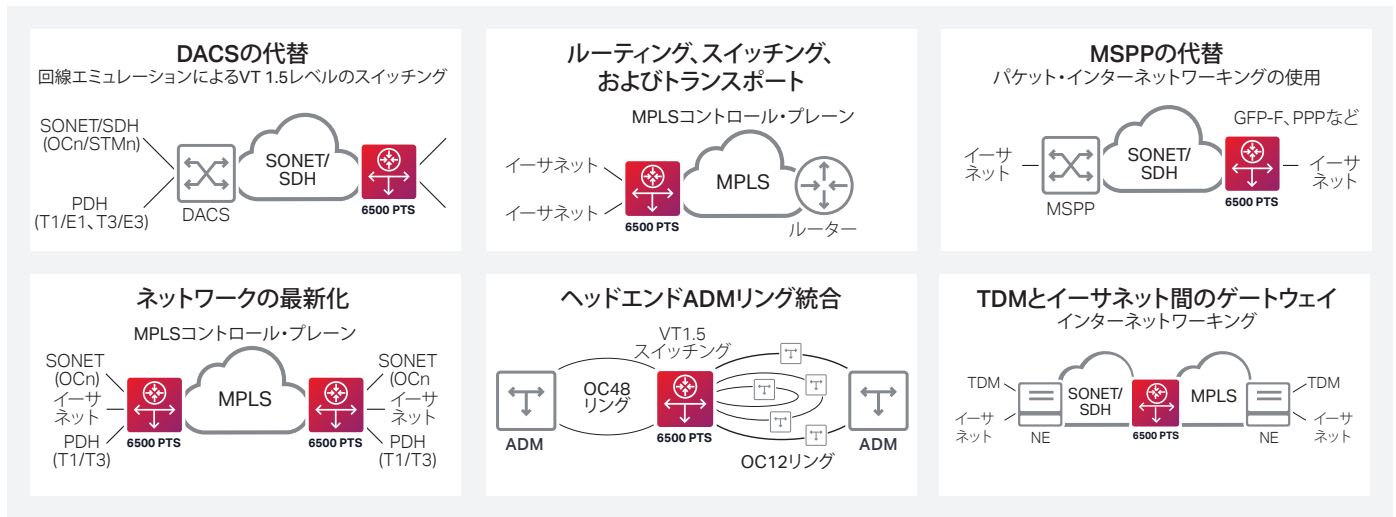 DACSの代替
回線エミュレーションによるVT 1.5レベルのスイッチング
SONET/SDH
(OCn/STMn)
PDH
(T1/E1、T3/E3)
DACS
SONET/
SDH
6500 PTS
ルーティング、スイッチング、
およびトランスポート
MPLSコントロール・プレーン
イーサネット
イーサネット
6500 PTS
MPLS
ルーター
MSPPの代替
パケット・インターネットワーキングの使用
GFP-F、PPPなど
イーサ
ネット
MSPP
SONET/
SDH
6500 PTS
イーサ
ネット
ネットワークの最新化
MPLSコントロール・プレーン
SONET
(OCn)
イーサ
ネット
PDH
(T1/T3)
6500 PTS
MPLS
6500 PTS
SONET
(OCn
イーサ
ネット
PDH
(T1/T3)
ヘッドエンドADMリング統合
VT1.5
スイッチング
ADM
OC48
リング
6500 PTS
OC12リング
ADM
TDMとイーサネット間のゲートウェイ
インターネットワーキング
TDM
イーサ
ネット
NE
SONET/
SDH
6500 PTS
MPLS
NE
TDM
イーサ
ネット